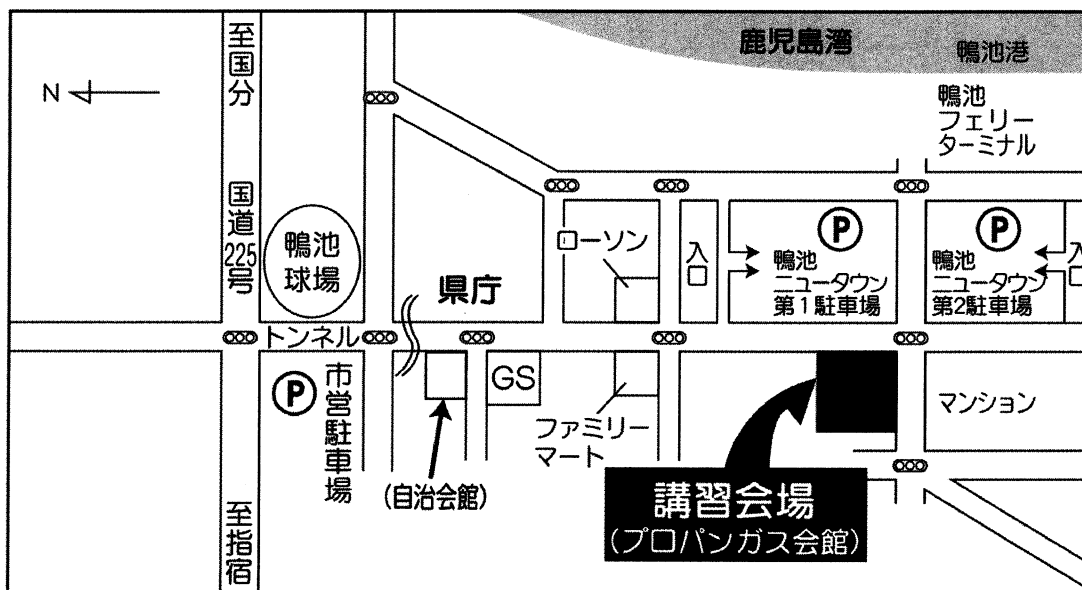 鹿児島湾
鴨池港
至国分
N
鴨池
フェリー
ターミナル
国道
225
号
鴨池
球場
県庁
ローソン
入口
P
鴨池
ニュータウン
第1駐車場
P
鴨池
ニュータウン
第2駐車場
入口
トンネル
P
市営駐車場
GS
(自治会館)
ファミリー
マート
マンション
講習会場
(プロパンガス会館)
至指宿